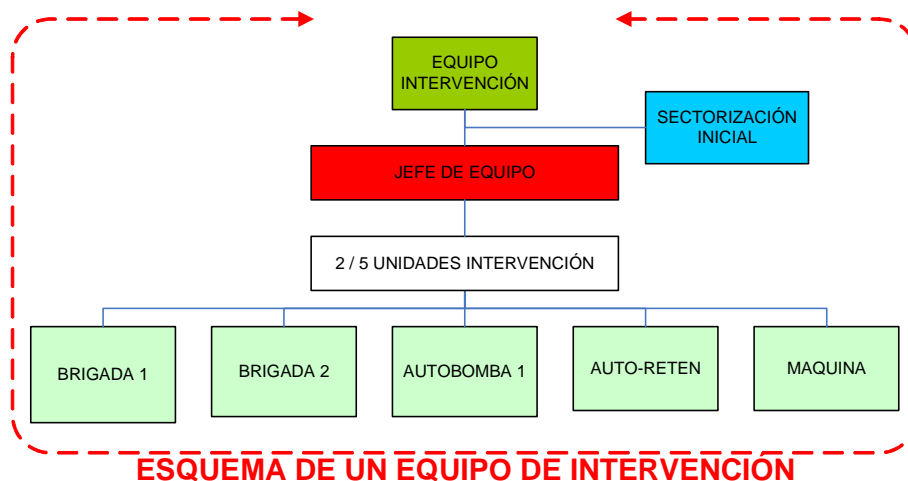 EQUIPO
INTERVENCIÓN
SECTORIZACIÓN
INICIAL
JEFE DE EQUIPO
2 / 5 UNIDADES INTERVENCIÓN
BRIGADA 1
BRIGADA 2
AUTOBOMBA 1
AUTO-RETEN
MAQUINA
ESQUEMA DE UN EQUIPO DE INTERVENCIÓN